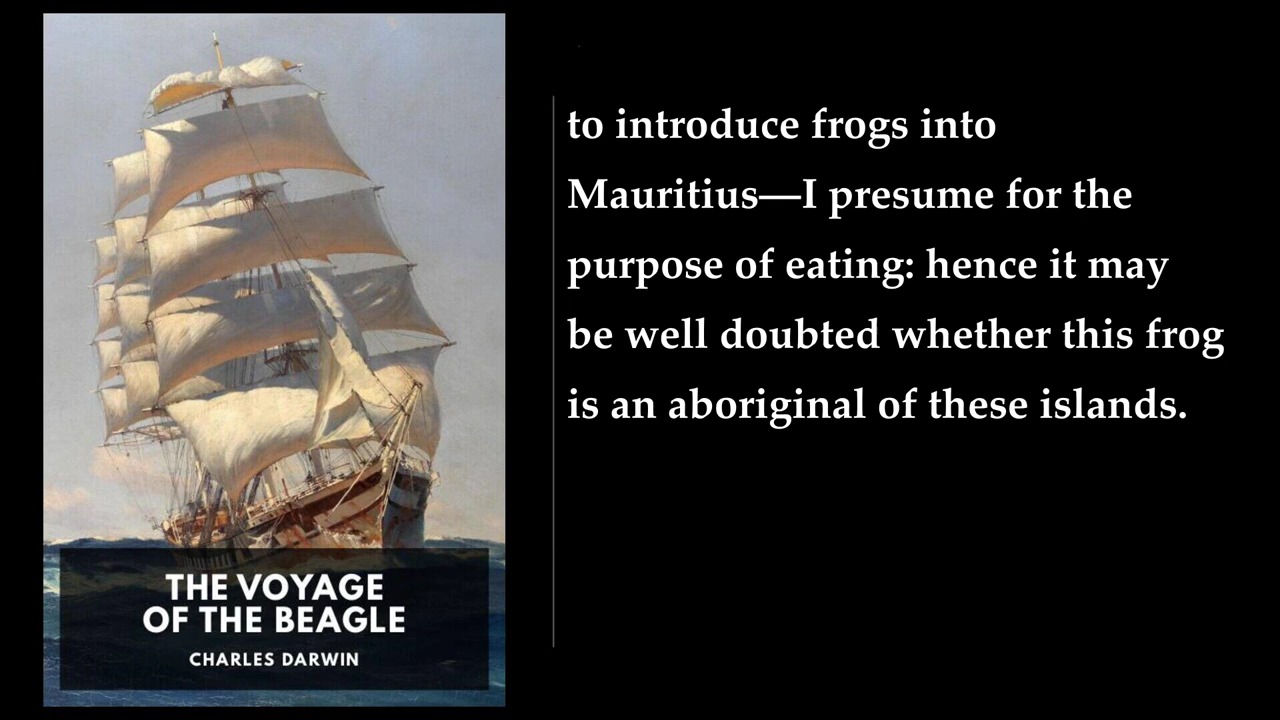 THE VOYAGE
OF THE BEAGLE
CHARLES DARWIN
to introduce frogs into
Mauritius—I presume for the
purpose of eating: hence it may
be well doubted whether this frog
is an aboriginal of these islands.